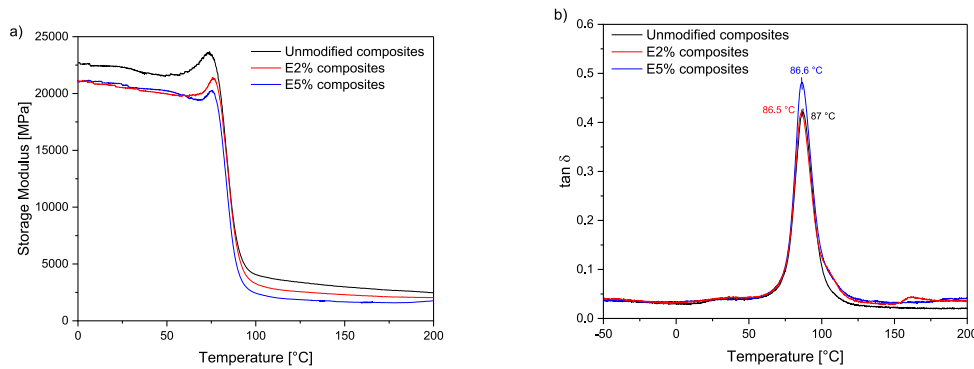 a)
25000
20000
15000
10000
5000
0
Storage Modulus [MPa]
0
50
100
150
200
Temperature [°C]
Unmodified composites
E2% composites
E5% composites
b)
0.6
0.5
0.4
0.3
0.2
0.1
0.0
tan δ
-50
0
50
100
150
200
Temperature [°C]
Unmodified composites
E2% composites
E5% composites
86.6 °C
86.5 °C
87 °C